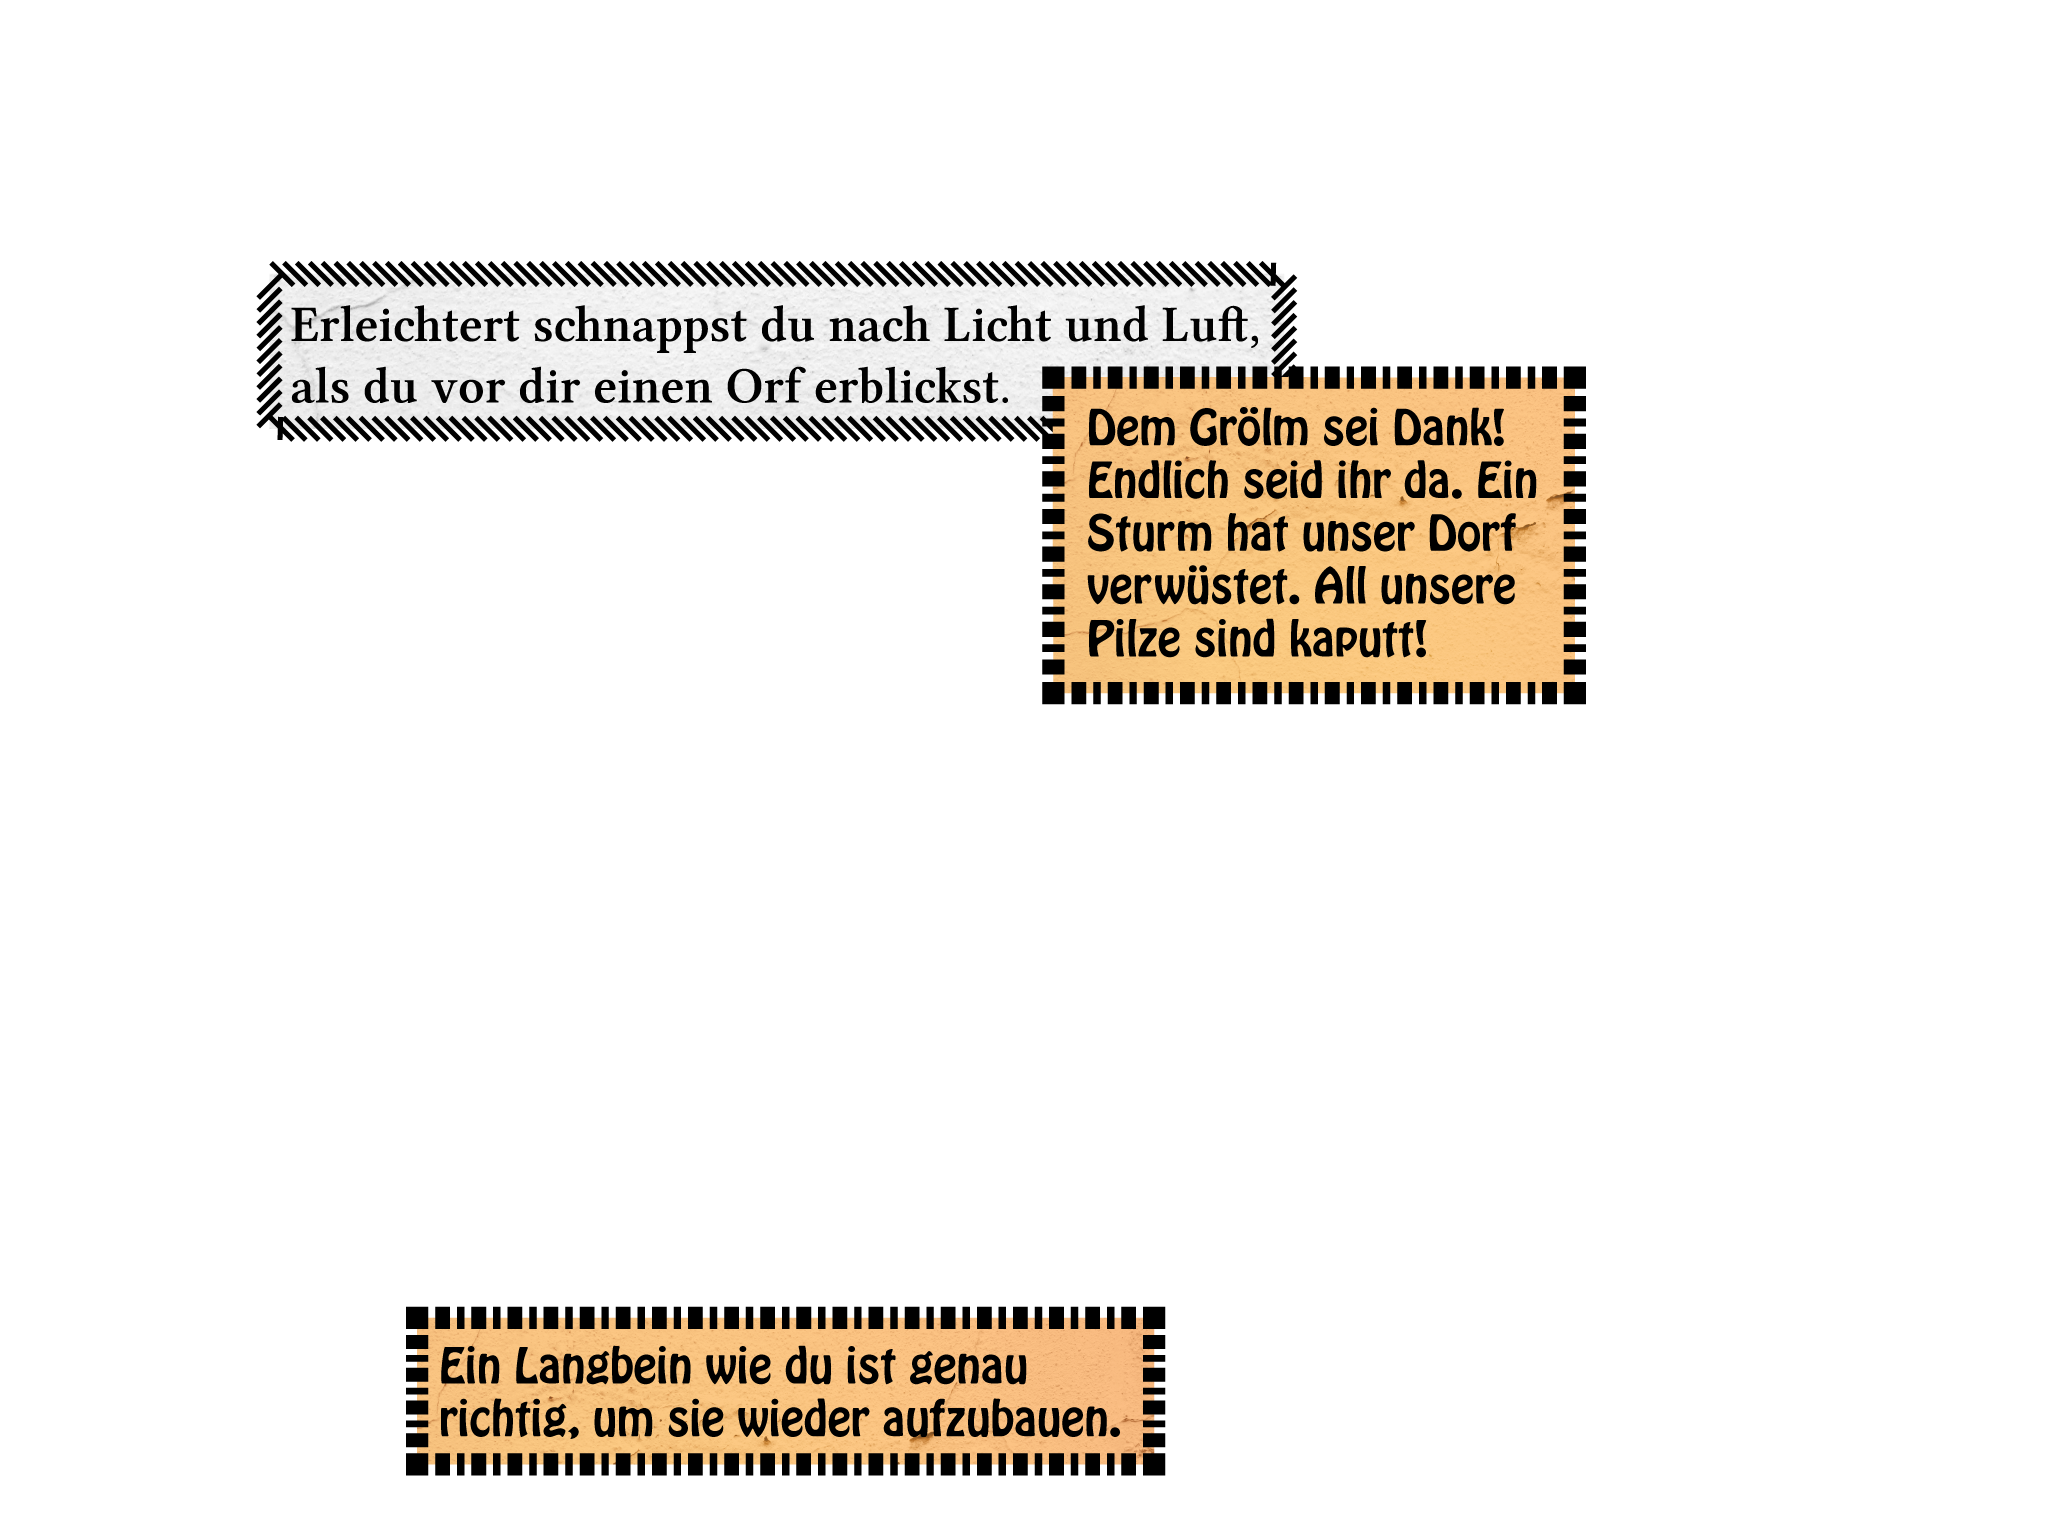 Erleichtert schnappst du nach Licht und Luft,
als du vor dir einen Orf erblickst.
Dem Grölm sei Dank!
Endlich seid ihr da. Ein
Sturm hat unser Dorf
verwüstet. All unsere
Pilze sind kaputt!
Ein Langbein wie du ist genau
richtig, um sie wieder aufzubauen.